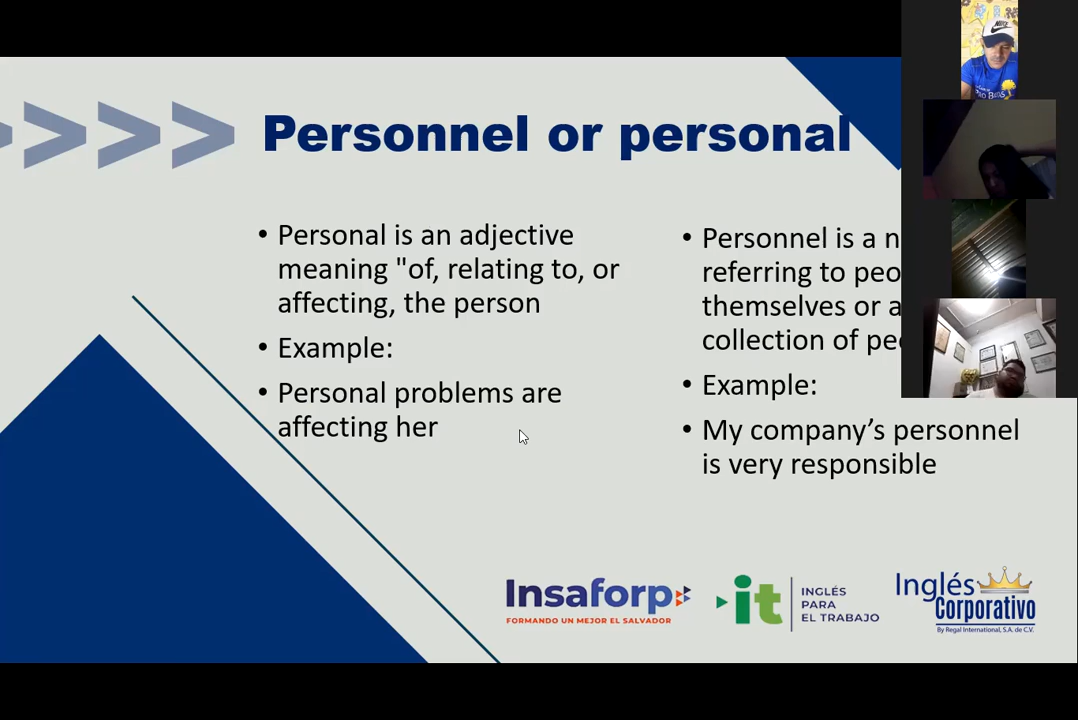 Personnel or personal
• Personal is an adjective
meaning "of, relating to, or
affecting, the person
• Example:
• Personal problems are
affecting her
• Personnel is a n
referring to peo
themselves or a
collection of pe
• Example:
• My company’s personnel
is very responsible
Insaforp
FORMANDO UN MEJOR EL SALVADOR
it
INGLÉS
PARA
EL TRABAJO
Inglés
Corporativo
By Regal International, S.A. de C.V.
NIKE